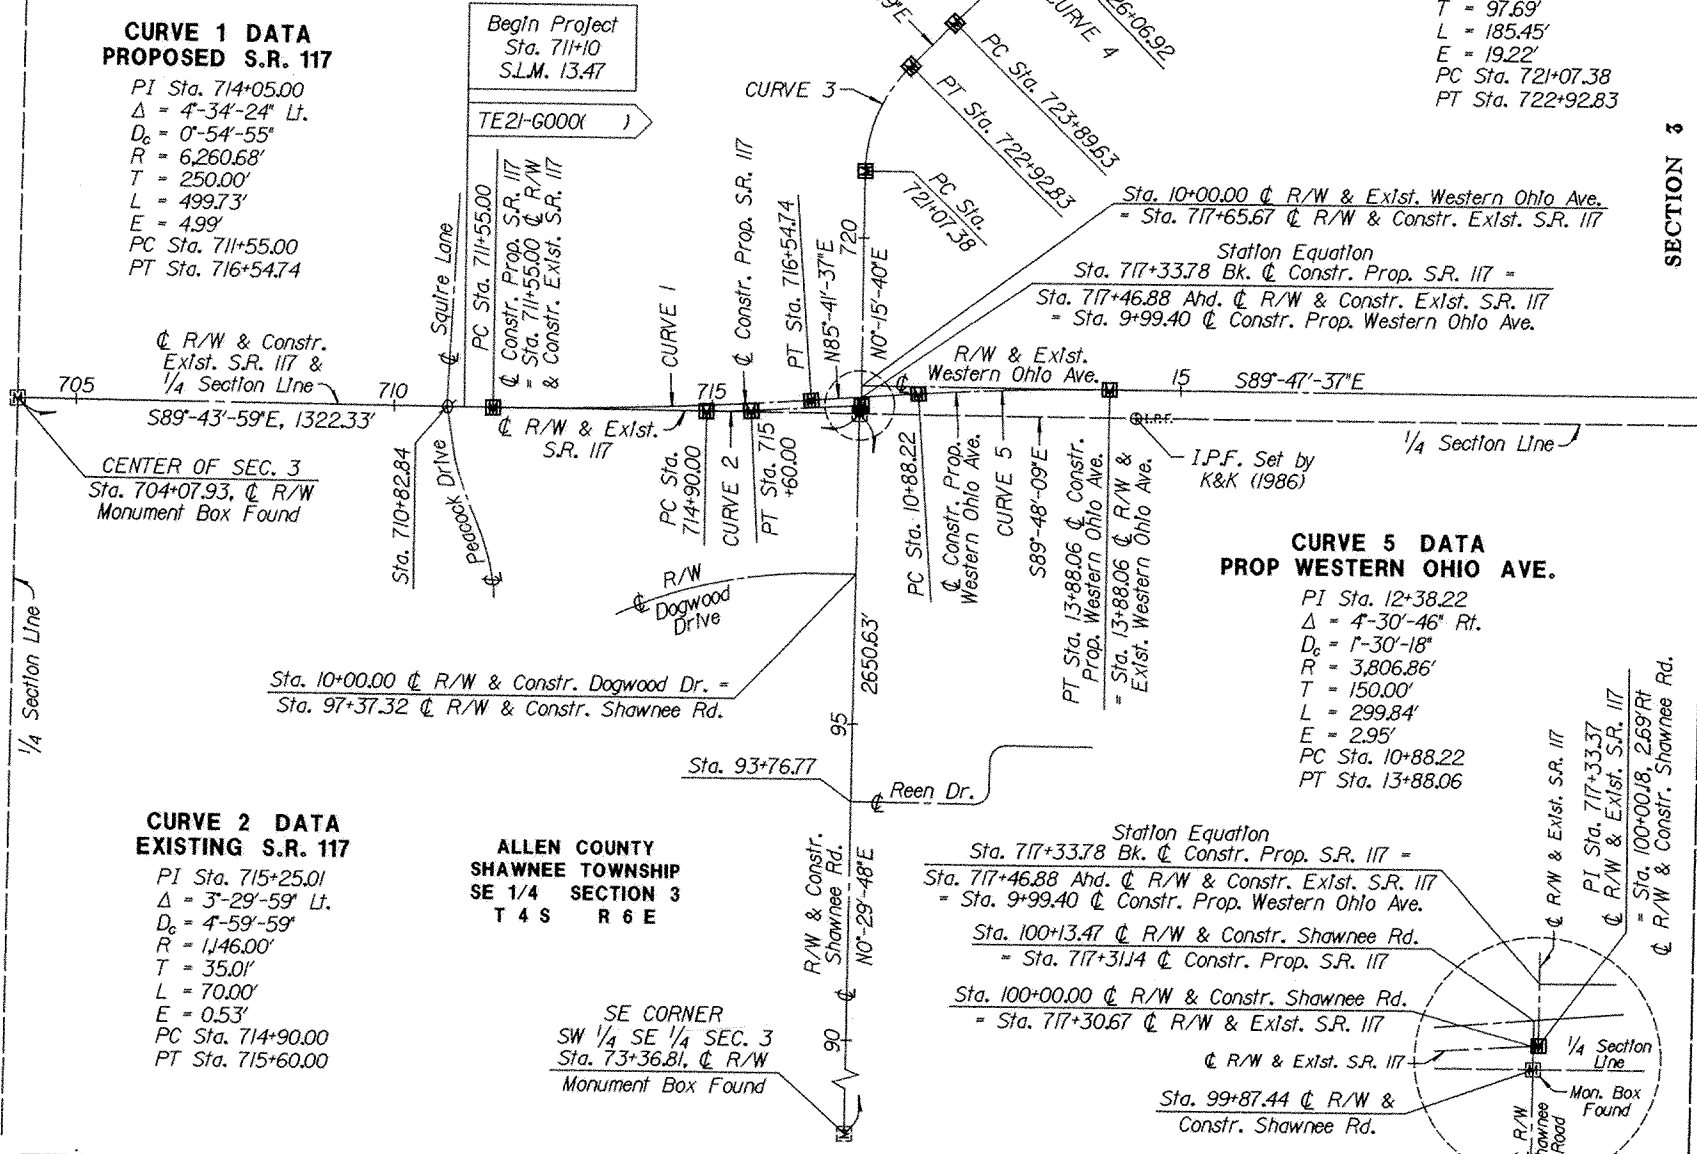 CURVE 1 DATA
PROPOSED S.R. 117
PI Sta. 714+05.00
Δ = 4°-34'-24" Lt.
Dc = 0°-54'-55"
R = 6,260.68'
T = 250.00'
L = 499.73'
E = 4.99'
PC Sta. 711+55.00
PT Sta. 716+54.74
Begin Project
Sta. 711+10
S.L.M. 13.47
TE21-G000( )
CURVE 3
CURVE 4
26+06.92
9"E
PC Sta. 723+89.63
PT Sta. 722+92.83
PC Sta.
721+07.38
T = 97.69'
L = 185.45'
E = 19.22'
PC Sta. 721+07.38
PT Sta. 722+92.83
SECTION 3
Sta. 10+00.00 ℄ R/W & Exist. Western Ohio Ave.
= Sta. 717+65.67 ℄ R/W & Constr. Exist. S.R. 117
Station Equation
Sta. 717+33.78 Bk. ℄ Constr. Prop. S.R. 117 =
Sta. 717+46.88 Ahd. ℄ R/W & Constr. Exist. S.R. 117
= Sta. 9+99.40 ℄ Constr. Prop. Western Ohio Ave.
℄ Squire Lane
PC Sta. 711+55.00
℄ Constr. Prop. S.R. 117
= Sta. 711+55.00 ℄ R/W
& Constr. Exist. S.R. 117
CURVE 1
℄ Constr. Prop. S.R. 117
PT Sta. 716+54.74
N85°-41'-37"E
720
N0°-15'-40"E
℄ R/W & Constr.
Exist. S.R. 117 &
1/4 Section Line
705
710
715
S89°-43'-59"E, 1322.33'
℄ R/W & Exist.
S.R. 117
R/W & Exist.
℄ Western Ohio Ave.
15
S89°-47'-37"E
1/4 Section Line
I.P.F.
I.P.F. Set by
K&K (1986)
CENTER OF SEC. 3
Sta. 704+07.93, ℄ R/W
Monument Box Found
Sta. 710+82.84
℄ Peacock Drive
PC Sta.
714+90.00
CURVE 2
PT Sta. 715
+60.00
PC Sta. 10+88.22
℄ Constr. Prop.
Western Ohio Ave.
CURVE 5
S89°-48'-09"E
PT Sta. 13+88.06 ℄ Constr.
Prop. Western Ohio Ave.
= Sta. 13+88.06 ℄ R/W &
Exist. Western Ohio Ave.
1/4 Section Line
R/W
℄ Dogwood
Drive
2650.63'
Sta. 10+00.00 ℄ R/W & Constr. Dogwood Dr. =
Sta. 97+37.32 ℄ R/W & Constr. Shawnee Rd.
95
Sta. 93+76.77
℄ Reen Dr.
CURVE 5 DATA
PROP WESTERN OHIO AVE.
PI Sta. 12+38.22
Δ = 4°-30'-46" Rt.
Dc = 1°-30'-18"
R = 3,806.86'
T = 150.00'
L = 299.84'
E = 2.95'
PC Sta. 10+88.22
PT Sta. 13+88.06
CURVE 2 DATA
EXISTING S.R. 117
PI Sta. 715+25.01
Δ = 3°-29'-59" Lt.
Dc = 4°-59'-59"
R = 1,146.00'
T = 35.01'
L = 70.00'
E = 0.53'
PC Sta. 714+90.00
PT Sta. 715+60.00
ALLEN COUNTY
SHAWNEE TOWNSHIP
SE 1/4 SECTION 3
T 4 S R 6 E
R/W & Constr.
℄ Shawnee Rd.
N0°-29'-48"E
90
SE CORNER
SW 1/4 SE 1/4 SEC. 3
Sta. 73+36.81, ℄ R/W
Monument Box Found
Station Equation
Sta. 717+33.78 Bk. ℄ Constr. Prop. S.R. 117 =
Sta. 717+46.88 Ahd. ℄ R/W & Constr. Exist. S.R. 117
= Sta. 9+99.40 ℄ Constr. Prop. Western Ohio Ave.
Sta. 100+13.47 ℄ R/W & Constr. Shawnee Rd.
= Sta. 717+31.14 ℄ Constr. Prop. S.R. 117
Sta. 100+00.00 ℄ R/W & Constr. Shawnee Rd.
= Sta. 717+30.67 ℄ R/W & Exist. S.R. 117
℄ R/W & Exist. S.R. 117
Sta. 99+87.44 ℄ R/W &
Constr. Shawnee Rd.
℄ R/W & Exist. S.R. 117
PI Sta. 717+33.37
℄ R/W & Exist. S.R. 117
= Sta. 100+00.18, 2.69' Rt
℄ R/W & Constr. Shawnee Rd.
1/4 Section
Line
Mon. Box
Found
R/W
Shawnee
Road